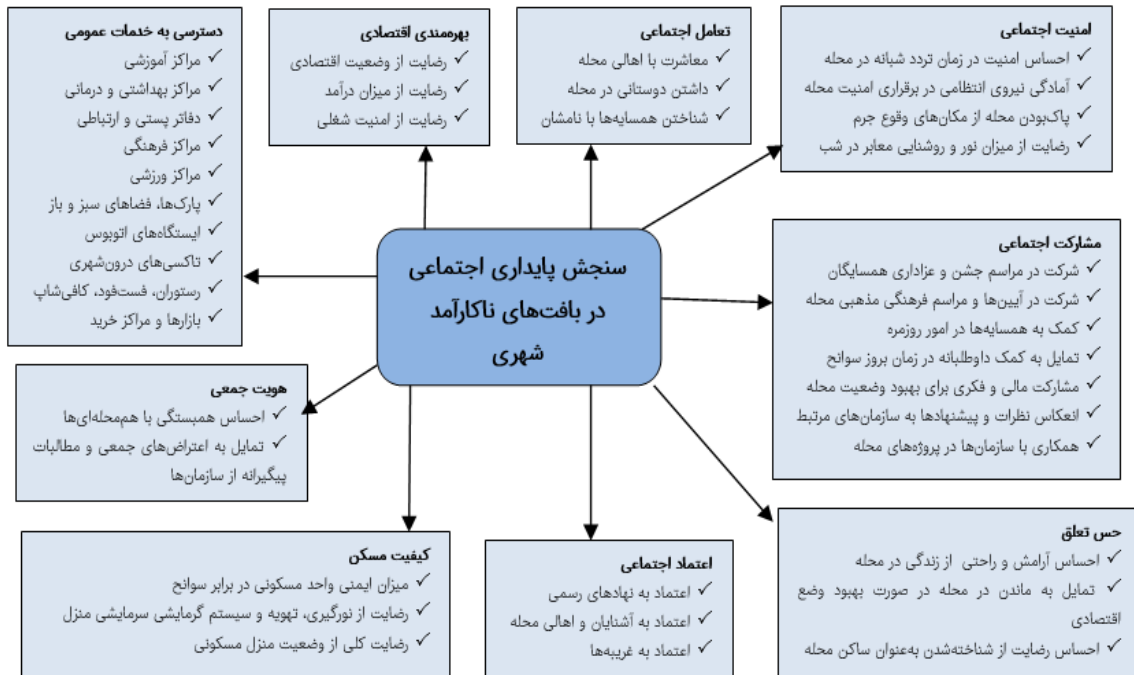 امنیت اجتماعی
✓ احساس امنیت در زمان تردد شبانه در محله
✓ آمادگی نیروی انتظامی در برقراری امنیت محله
✓ پاک‌بودن محله از مکان‌های وقوع جرم
✓ رضایت از میزان نور و روشنایی معابر در شب
تعامل اجتماعی
✓ معاشرت با اهالی محله
✓ داشتن دوستانی در محله
✓ شناختن همسایه‌ها با نامشان
بهره‌مندی اقتصادی
✓ رضایت از وضعیت اقتصادی
✓ رضایت از میزان درآمد
✓ رضایت از امنیت شغلی
دسترسی به خدمات عمومی
✓ مراکز آموزشی
✓ مراکز بهداشتی و درمانی
✓ دفاتر پستی و ارتباطی
✓ مراکز فرهنگی
✓ مراکز ورزشی
✓ پارک‌ها، فضاهای سبز و باز
✓ ایستگاه‌های اتوبوس
✓ تاکسی‌های درون‌شهری
✓ رستوران، فست‌فود، کافی‌شاپ
✓ بازارها و مراکز خرید
سنجش پایداری اجتماعی
در بافت‌های ناکارآمد
شهری
مشارکت اجتماعی
✓ شرکت در مراسم جشن و عزاداری همسایگان
✓ شرکت در آیین‌ها و مراسم فرهنگی مذهبی محله
✓ کمک به همسایه‌ها در امور روزمره
✓ تمایل به کمک داوطلبانه در زمان بروز سوانح
✓ مشارکت مالی و فکری برای بهبود وضعیت محله
✓ انعکاس نظرات و پیشنهادها به سازمان‌های مرتبط
✓ همکاری با سازمان‌ها در پروژه‌های محله
هویت جمعی
✓ احساس همبستگی با هم‌محله‌ای‌ها
✓ تمایل به اعتراض‌های جمعی و مطالبات
پیگیرانه از سازمان‌ها
حس تعلق
✓ احساس آرامش و راحتی از زندگی در محله
✓ تمایل به ماندن در محله در صورت بهبود وضع
اقتصادی
✓ احساس رضایت از شناخته‌شدن به‌عنوان ساکن محله
اعتماد اجتماعی
✓ اعتماد به نهادهای رسمی
✓ اعتماد به آشنایان و اهالی محله
✓ اعتماد به غریبه‌ها
کیفیت مسکن
✓ میزان ایمنی واحد مسکونی در برابر سوانح
✓ رضایت از نورگیری، تهویه و سیستم گرمایشی سرمایشی منزل
✓ رضایت کلی از وضعیت منزل مسکونی